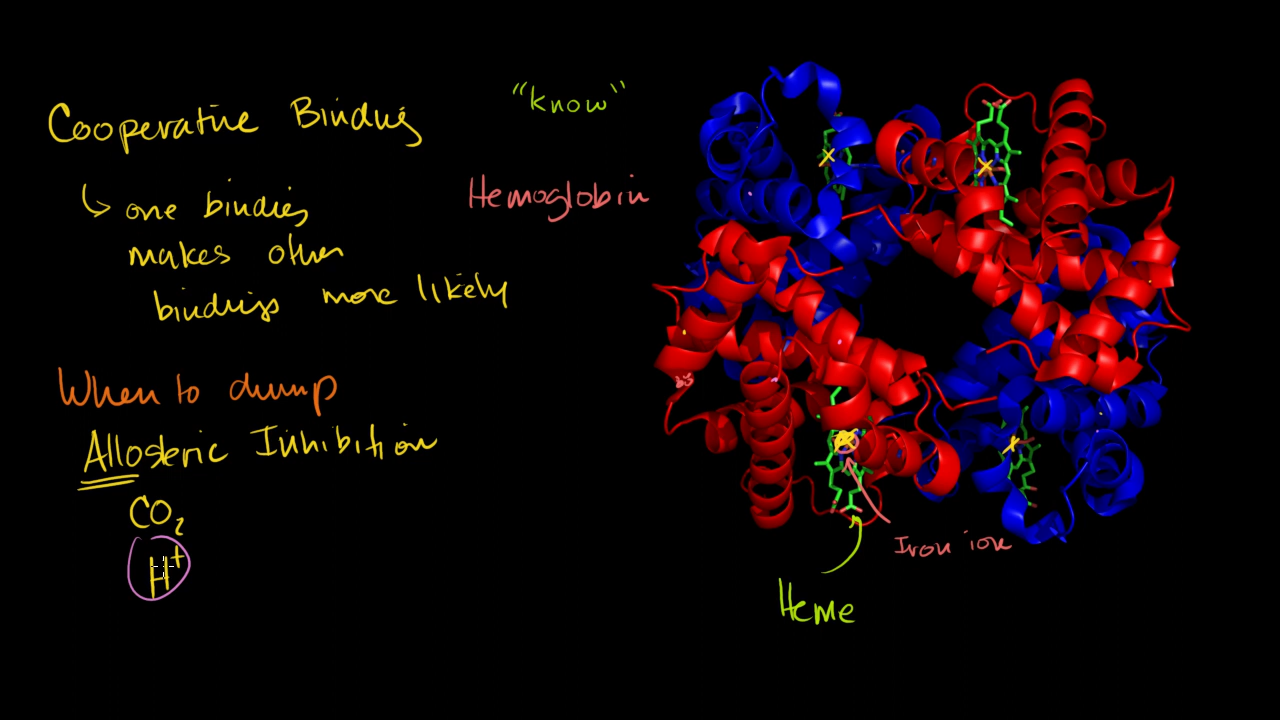 Cooperative Binding
"know"
Hemoglobin
↳ one binding
makes other
bindings more likely
When to dump
Allosteric Inhibition
CO₂
H⁺
Iron ion
Heme